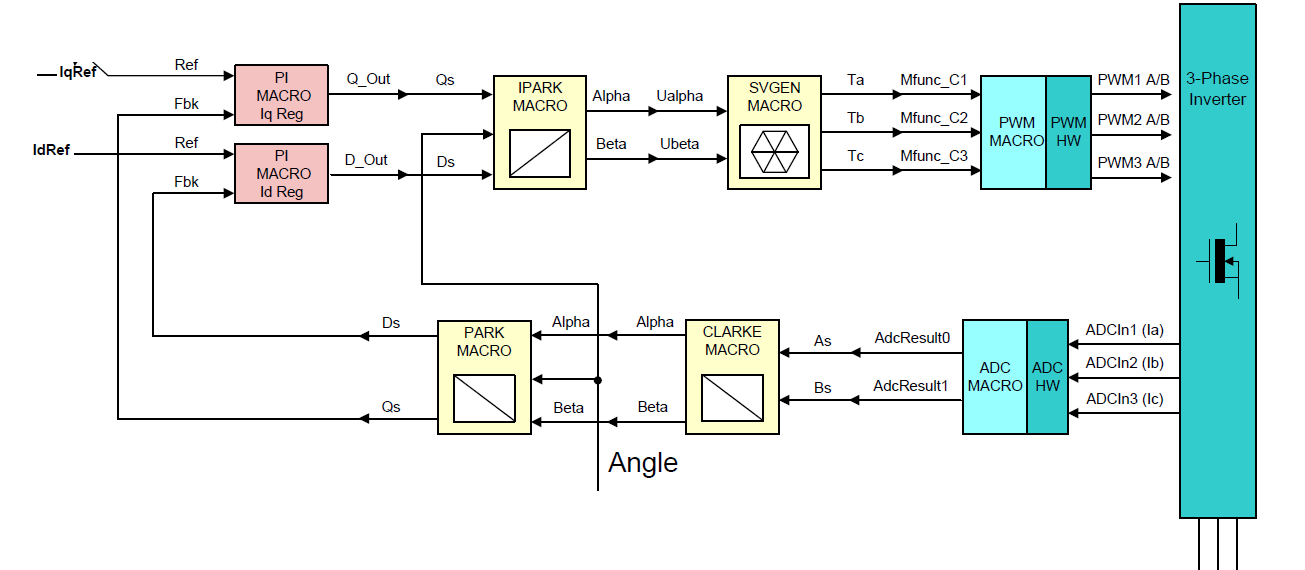 IqRef
Ref
Fbk
PI
MACRO
Iq Reg
Q_Out
Qs
IdRef
Ref
Fbk
PI
MACRO
Id Reg
D_Out
Ds
IPARK
MACRO
Alpha
Ualpha
Beta
Ubeta
SVGEN
MACRO
Ta
Mfunc_C1
Tb
Mfunc_C2
Tc
Mfunc_C3
PWM
MACRO
PWM
HW
PWM1 A/B
PWM2 A/B
PWM3 A/B
3-Phase
Inverter
Ds
Qs
PARK
MACRO
Alpha
Alpha
Beta
Beta
CLARKE
MACRO
As
AdcResult0
Bs
AdcResult1
ADC
MACRO
ADC
HW
ADCIn1 (Ia)
ADCIn2 (Ib)
ADCIn3 (Ic)
Angle